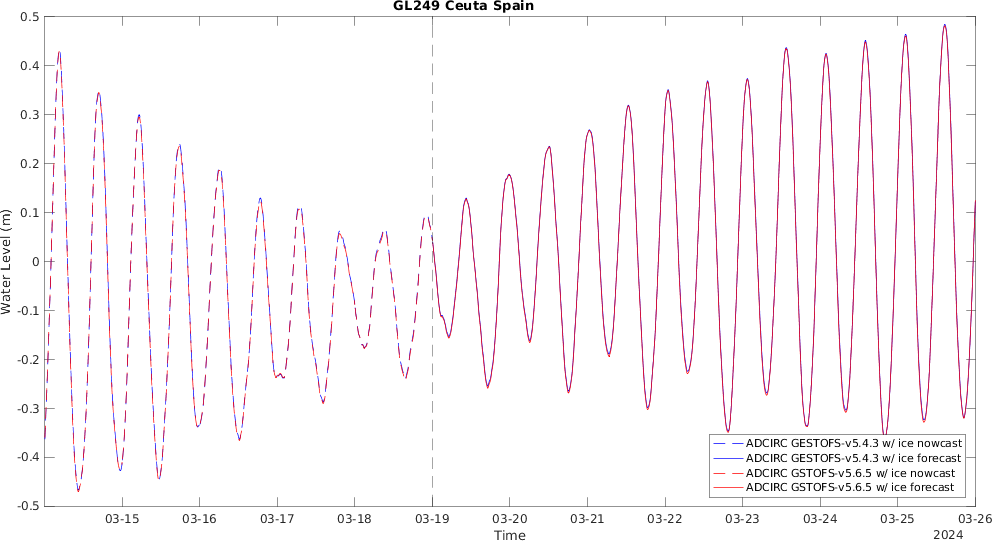 GL249 Ceuta Spain
Water Level (m)
0.5
0.4
0.3
0.2
0.1
0
-0.1
-0.2
-0.3
-0.4
-0.5
ADCIRC GESTOFS-v5.4.3 w/ ice nowcast
ADCIRC GESTOFS-v5.4.3 w/ ice forecast
ADCIRC GSTOFS-v5.6.5 w/ ice nowcast
ADCIRC GSTOFS-v5.6.5 w/ ice forecast
03-15 03-16 03-17 03-18 03-19 03-20 03-21 03-22 03-23 03-24 03-25 03-26
Time
2024